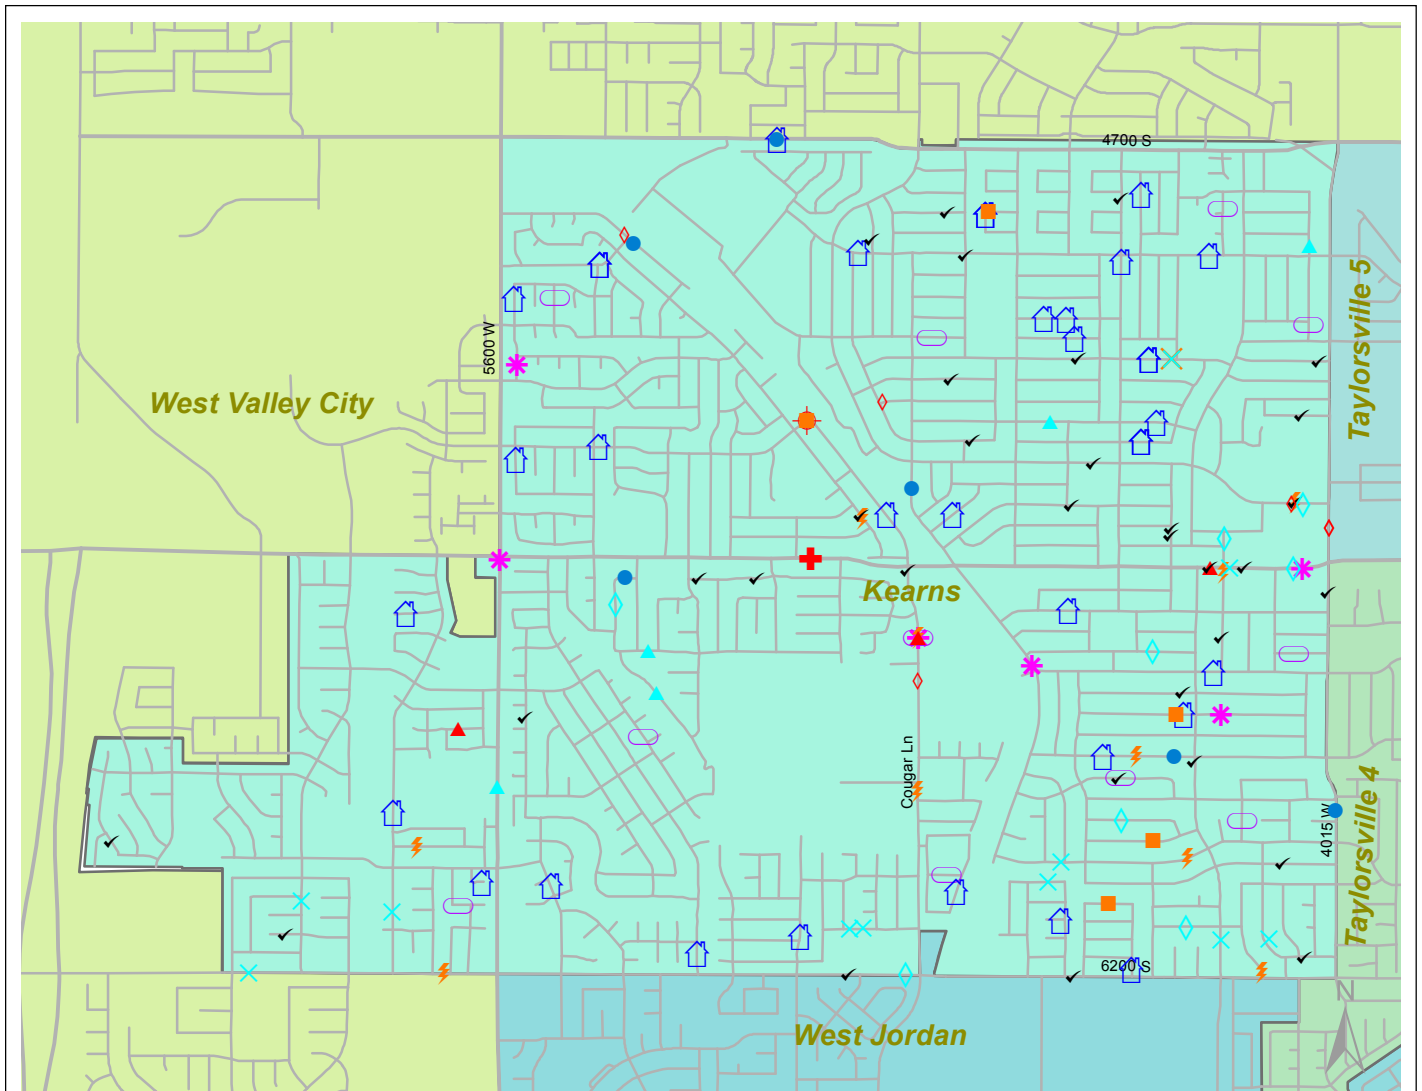 4700 S
Taylorsville 5
5600 W
West Valley City
Kearns
Cougar Ln
4015 W
Taylorsville 4
6200 S
N
West Jordan